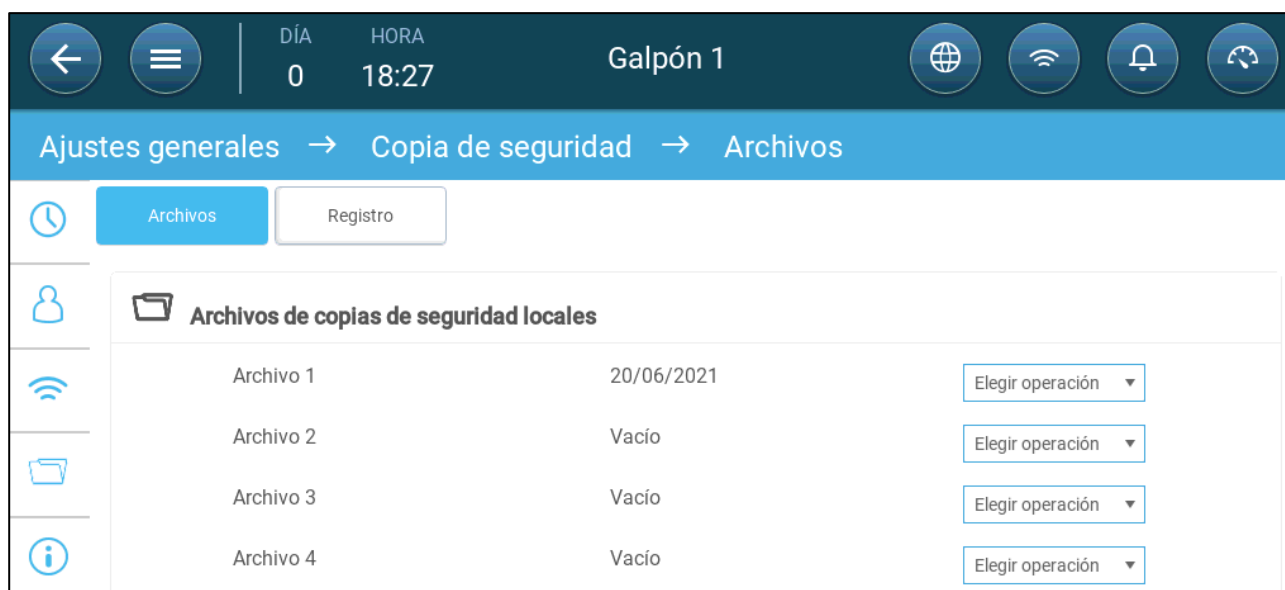 DÍA HORA
0 18:27 Galpón 1
Ajustes generales → Copia de seguridad → Archivos
Archivos Registro
Archivos de copias de seguridad locales
Archivo 1 20/06/2021 Elegir operación
Archivo 2 Vacío Elegir operación
Archivo 3 Vacío Elegir operación
Archivo 4 Vacío Elegir operación